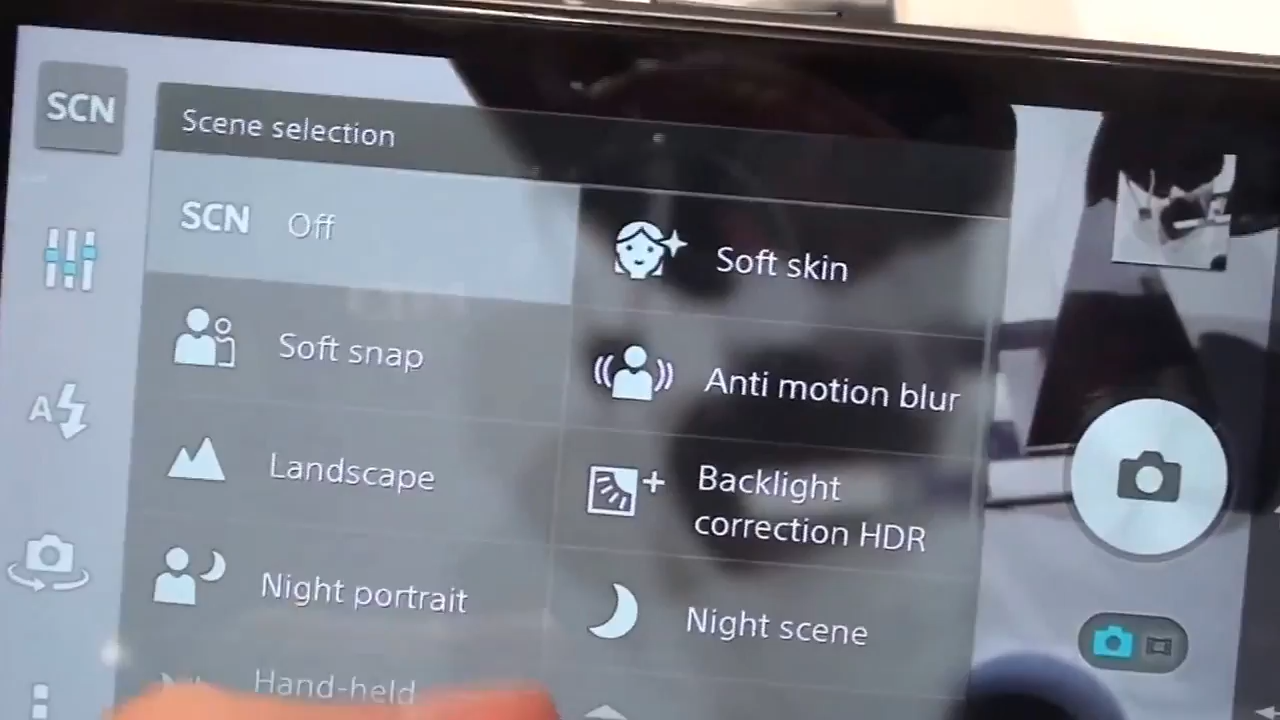 SCN
Scene selection
SCN Off
Soft skin
Soft snap
Anti motion blur
A
Landscape
Backlight
correction HDR
Night portrait
Night scene
Hand-held